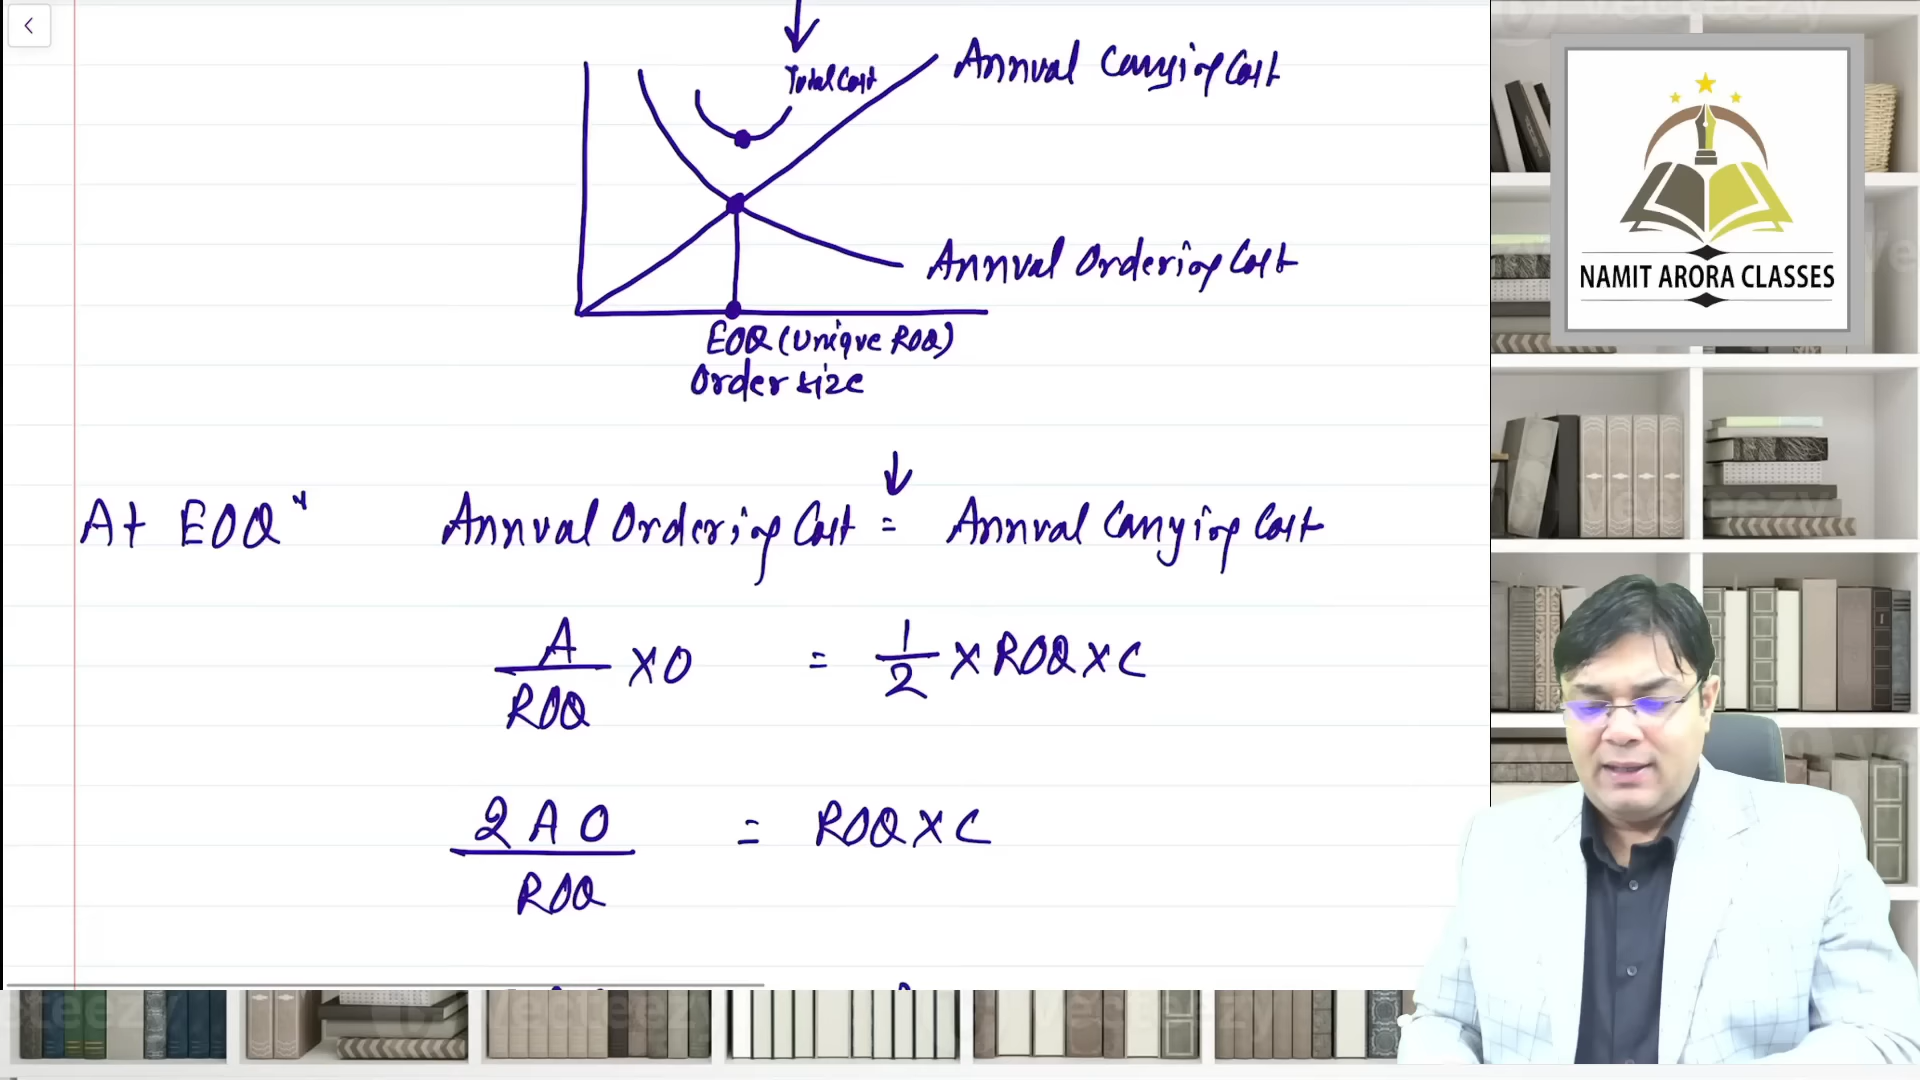 Total Cost
Annual Carrying Cost
Annual Ordering Cost
EOQ (Unique ROQ)
Order size
At EOQ Annual Ordering Cost = Annual Carrying Cost
A/ROQ × O = 1/2 × ROQ × C
2AO/ROQ = ROQ × C
NAMIT ARORA CLASSES